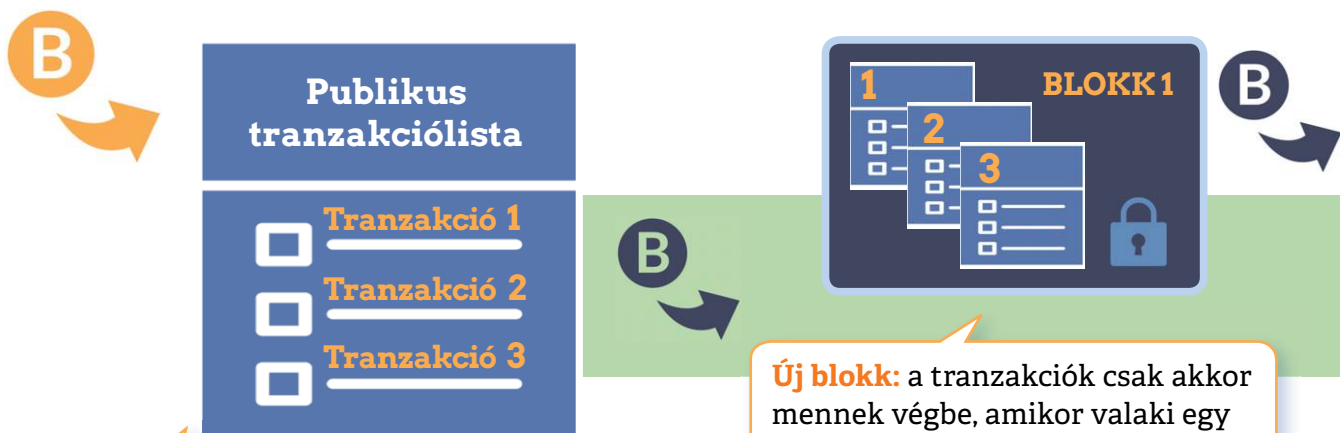 B
Publikus
tranzakciólista
Tranzakció 1
Tranzakció 2
Tranzakció 3
B
1
2
3
BLOKK 1
B
Új blokk: a tranzakciók csak akkor
mennek végbe, amikor valaki egy